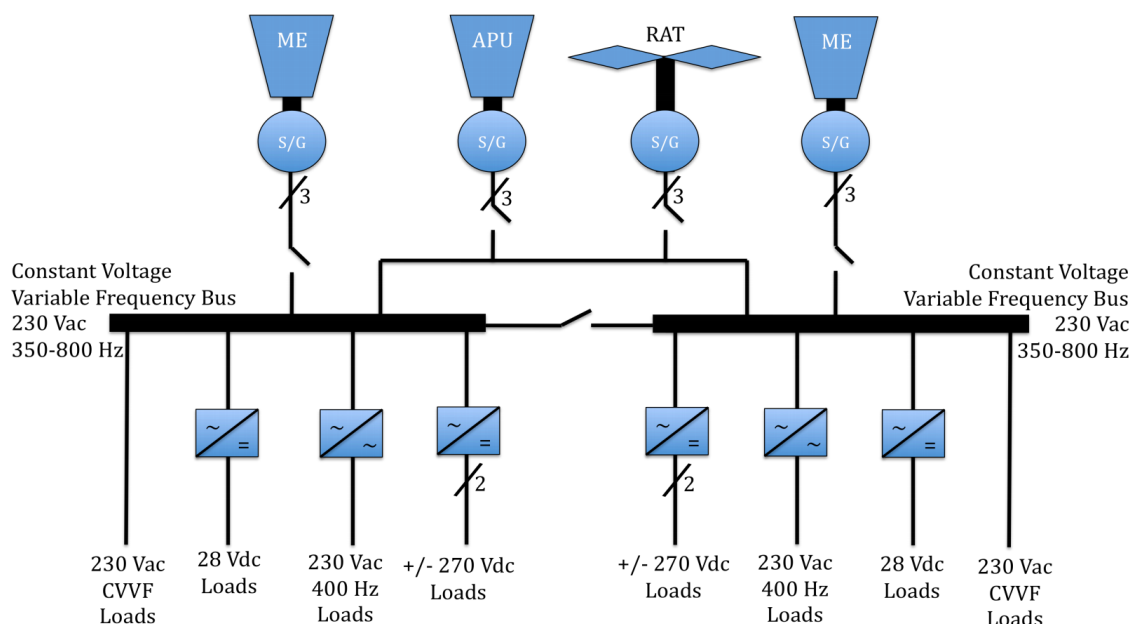 ME
APU
RAT
ME
S/G
S/G
S/G
S/G
3
3
3
3
Constant Voltage
Variable Frequency Bus
230 Vac
350-800 Hz
Constant Voltage
Variable Frequency Bus
230 Vac
350-800 Hz
~
=
~
~
~
=
~
=
~
~
~
=
2
2
230 Vac
CVVF
Loads
28 Vdc
Loads
230 Vac
400 Hz
Loads
+/- 270 Vdc
Loads
+/- 270 Vdc
Loads
230 Vac
400 Hz
Loads
28 Vdc
Loads
230 Vac
CVVF
Loads